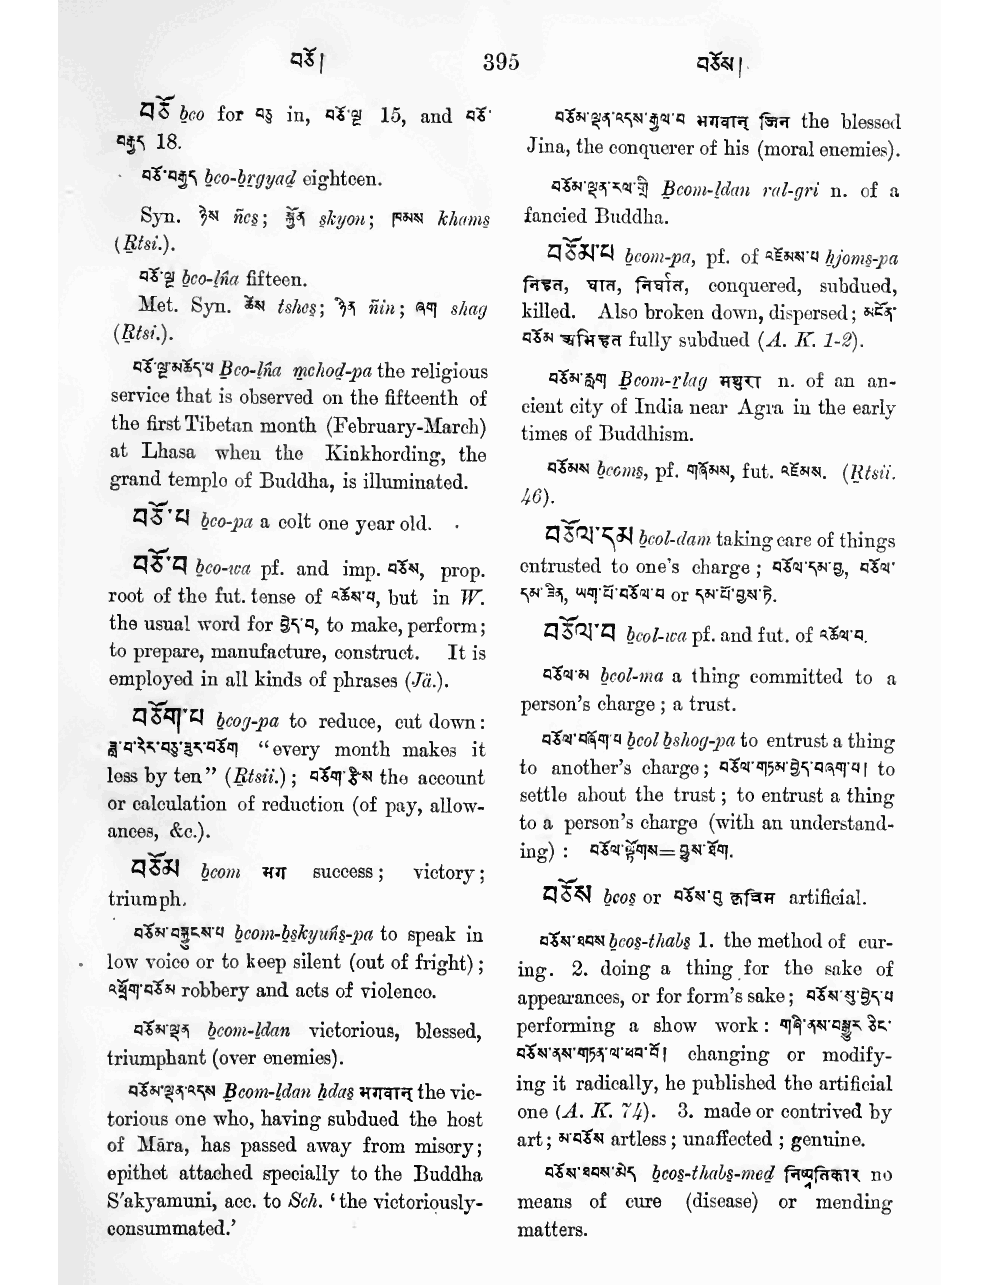 བཅོ།
395
བཅོས།
བཅོ bco for བཅུ in, བཅོ་ལྔ 15, and བཅོ་
བརྒྱད 18.
བཅོ་བརྒྱད bco-brgyad eighteen.
Syn. ཉེས ñes; སྐྱོན skyon; ཁམས khams
(Rtsi.).
བཅོ་ལྔ bco-lña fifteen.
Met. Syn. ཚེས tshes; ཉིན ñin; ཞག shag
(Rtsi.).
བཅོ་ལྔ་མཆོད་པ Bco-lña mchod-pa the religious
service that is observed on the fifteenth of
the first Tibetan month (February-March)
at Lhasa when the Kinkhording, the
grand temple of Buddha, is illuminated.
བཅོ་པ bco-pa a colt one year old.
བཅོ་བ bco-wa pf. and imp. བཅོས, prop.
root of the fut. tense of འཆོས་པ, but in W.
the usual word for བྱེད་པ, to make, perform;
to prepare, manufacture, construct. It is
employed in all kinds of phrases (Jä.).
བཅོག་པ bcog-pa to reduce, cut down:
ཟླ་བ་རེར་བཅུ་ཟུར་བཅོག “every month makes it
less by ten” (Rtsii.); བཅོག་རྩིས the account
or calculation of reduction (of pay, allow-
ances, &c.).
བཅོམ bcom भग success; victory;
triumph.
བཅོམ་བསྐྱུངས་པ bcom-bskyuñs-pa to speak in
low voice or to keep silent (out of fright);
འཕྲོག་བཅོམ robbery and acts of violence.
བཅོམ་ལྡན bcom-ldan victorious, blessed,
triumphant (over enemies).
བཅོམ་ལྡན་འདས Bcom-ldan hdas भगवान् the vic-
torious one who, having subdued the host
of Māra, has passed away from misery;
epithet attached specially to the Buddha
S'akyamuni, acc. to Sch. ‘the victoriously-
consummated.’
བཅོམ་ལྡན་འདས་རྒྱལ་བ भगवान् जिन the blessed
Jina, the conquerer of his (moral enemies).
བཅོམ་ལྡན་རལ་གྲི Bcom-ldan ral-gri n. of a
fancied Buddha.
བཅོམ་པ bcom-pa, pf. of འཇོམས་པ hjoms-pa
निहत, घात, निर्घात, conquered, subdued,
killed. Also broken down, dispersed; མངོན་
བཅོམ अभिहत fully subdued (A. K. 1-2).
བཅོམ་རླག Bcom-rlag मथुरा n. of an an-
cient city of India near Agra in the early
times of Buddhism.
བཅོམས bcoms, pf. གཞོམས, fut. འཇོམས. (Rtsii.
46).
བཅོལ་དམ bcol-dam taking care of things
entrusted to one's charge; བཅོལ་དམ་བྱ, བཅོལ་
དམ་ཟིན, ཡག་པོ་བཅོལ་བ or དམ་པོ་བྱས་ཏེ.
བཅོལ་བ bcol-wa pf. and fut. of འཆོལ་བ.
བཅོལ་མ bcol-ma a thing committed to a
person's charge; a trust.
བཅོལ་བཞོག་པ bcol bshog-pa to entrust a thing
to another's charge; བཅོལ་གཏམ་བྱེད་བཞག་པ། to
settle about the trust; to entrust a thing
to a person's charge (with an understand-
ing): བཅོལ་ལྟོགས=བྱས་ཐོག.
བཅོས bcos or བཅོས་བུ कृत्रिम artificial.
བཅོས་ཐབས bcos-thabs 1. the method of cur-
ing. 2. doing a thing for the sake of
appearances, or for form's sake; བཅོས་སུ་བྱེད་པ
performing a show work: གཞི་ནས་བསྒྱུར་ཅིང་
བཅོས་ནས་གཏན་ལ་ཕབ་བོ། changing or modify-
ing it radically, he published the artificial
one (A. K. 74). 3. made or contrived by
art; མ་བཅོས artless; unaffected; genuine.
བཅོས་ཐབས་མེད bcos-thabs-med निष्प्रतिकार no
means of cure (disease) or mending
matters.